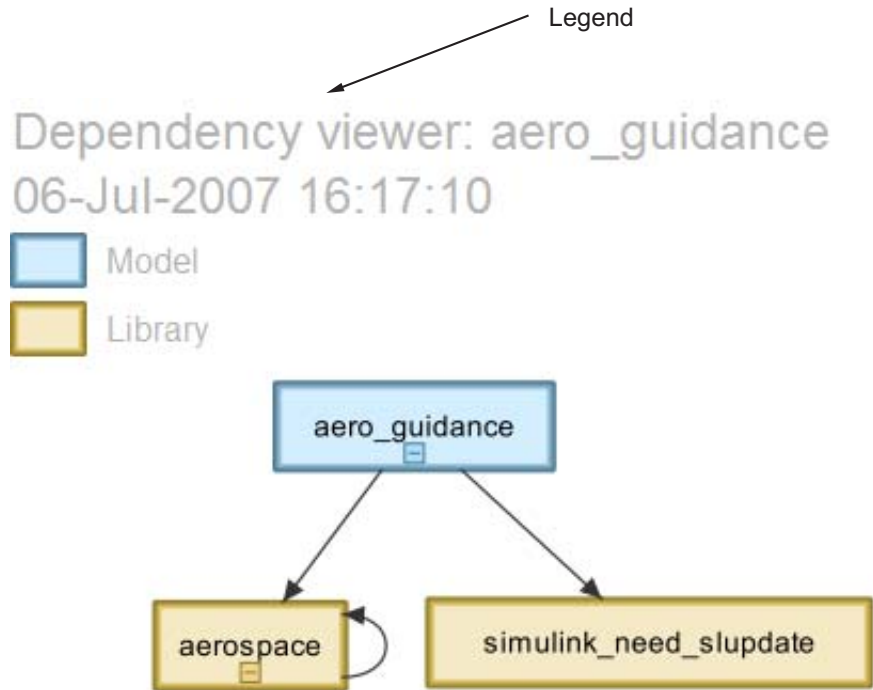 Legend
Dependency viewer: aero_guidance
06-Jul-2007 16:17:10
Model
Library
aero_guidance
aerospace
simulink_need_slupdate